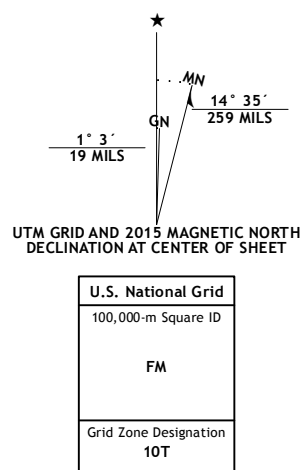 ★
MN
GN
14° 35´
259 MILS
1° 3´
19 MILS
UTM GRID AND 2015 MAGNETIC NORTH
DECLINATION AT CENTER OF SHEET
U.S. National Grid
100,000-m Square ID
FM
Grid Zone Designation
10T